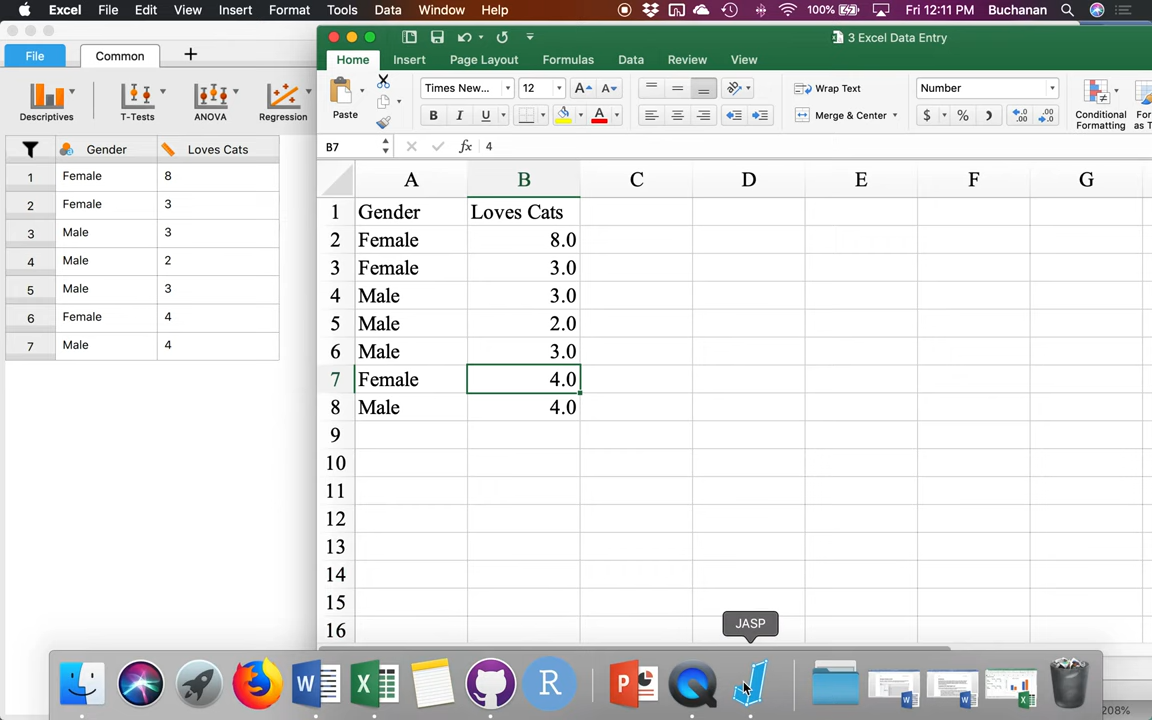 Excel File Edit View Insert Format Tools Data Window Help 100% Fri 12:11 PM Buchanan
File Common +
Descriptives T-Tests ANOVA Regression
Gender Loves Cats
1 Female 8
2 Female 3
3 Male 3
4 Male 2
5 Male 3
6 Female 4
7 Male 4
3 Excel Data Entry
Home Insert Page Layout Formulas Data Review View
Paste Times New... 12 A A Wrap Text Number
B I U A Merge & Center $ % Conditional Formatting For as T
B7 fx 4
A B C D E F G
1 Gender Loves Cats
2 Female 8.0
3 Female 3.0
4 Male 3.0
5 Male 2.0
6 Male 3.0
7 Female 4.0
8 Male 4.0
9
10
11
12
13
14
15
16
JASP
W X R P W W X
208%